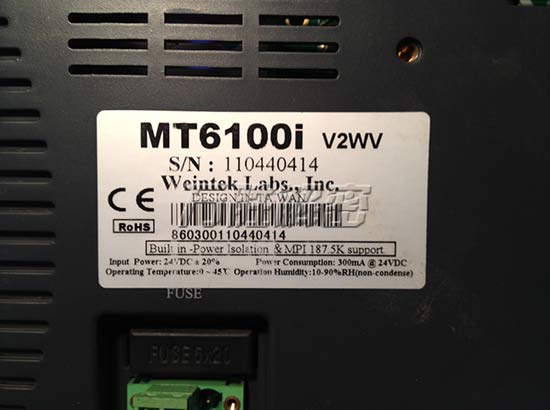 MT6100i V2WV
S/N : 110440414
Weintek Labs., Inc.
DESIGN IN TAIWAN
CE
RoHS
860300110440414
Built in -Power Isolation & MPI 187.5K support
Input Power: 24VDC ± 20% Power Consumption: 300mA @ 24VDC
Operating Temperature:0 ~ 45℃ Operation Humidity:10-90%RH(non-condense)
FUSE
FUSE 5x20